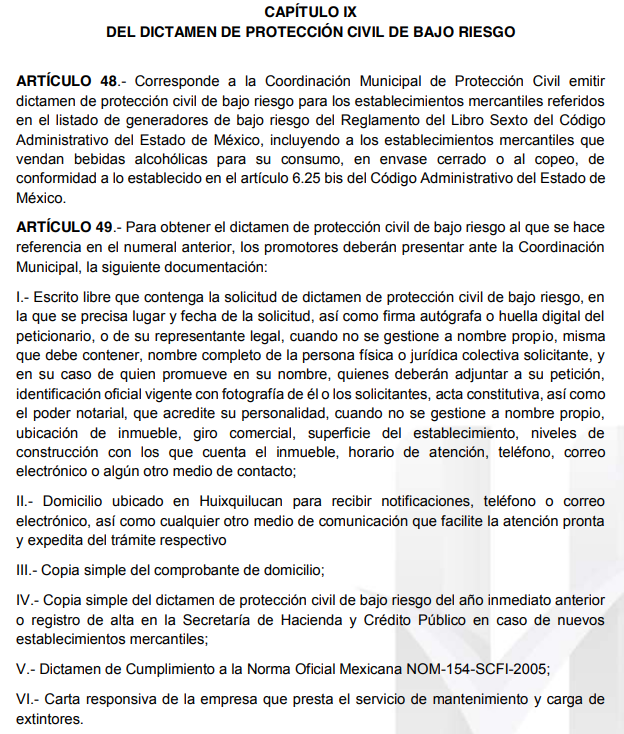 CAPÍTULO IX
DEL DICTAMEN DE PROTECCIÓN CIVIL DE BAJO RIESGO
ARTÍCULO 48.- Corresponde a la Coordinación Municipal de Protección Civil emitir
dictamen de protección civil de bajo riesgo para los establecimientos mercantiles referidos
en el listado de generadores de bajo riesgo del Reglamento del Libro Sexto del Código
Administrativo del Estado de México, incluyendo a los establecimientos mercantiles que
vendan bebidas alcohólicas para su consumo, en envase cerrado o al copeo, de
conformidad a lo establecido en el artículo 6.25 bis del Código Administrativo del Estado de
México.
ARTÍCULO 49.- Para obtener el dictamen de protección civil de bajo riesgo al que se hace
referencia en el numeral anterior, los promotores deberán presentar ante la Coordinación
Municipal, la siguiente documentación:
I.- Escrito libre que contenga la solicitud de dictamen de protección civil de bajo riesgo, en
la que se precisa lugar y fecha de la solicitud, así como firma autógrafa o huella digital del
peticionario, o de su representante legal, cuando no se gestione a nombre propio, misma
que debe contener, nombre completo de la persona física o jurídica colectiva solicitante, y
en su caso de quien promueve en su nombre, quienes deberán adjuntar a su petición,
identificación oficial vigente con fotografía de él o los solicitantes, acta constitutiva, así como
el poder notarial, que acredite su personalidad, cuando no se gestione a nombre propio,
ubicación de inmueble, giro comercial, superficie del establecimiento, niveles de
construcción con los que cuenta el inmueble, horario de atención, teléfono, correo
electrónico o algún otro medio de contacto;
II.- Domicilio ubicado en Huixquilucan para recibir notificaciones, teléfono o correo
electrónico, así como cualquier otro medio de comunicación que facilite la atención pronta
y expedita del trámite respectivo
III.- Copia simple del comprobante de domicilio;
IV.- Copia simple del dictamen de protección civil de bajo riesgo del año inmediato anterior
o registro de alta en la Secretaría de Hacienda y Crédito Público en caso de nuevos
establecimientos mercantiles;
V.- Dictamen de Cumplimiento a la Norma Oficial Mexicana NOM-154-SCFI-2005;
VI.- Carta responsiva de la empresa que presta el servicio de mantenimiento y carga de
extintores.